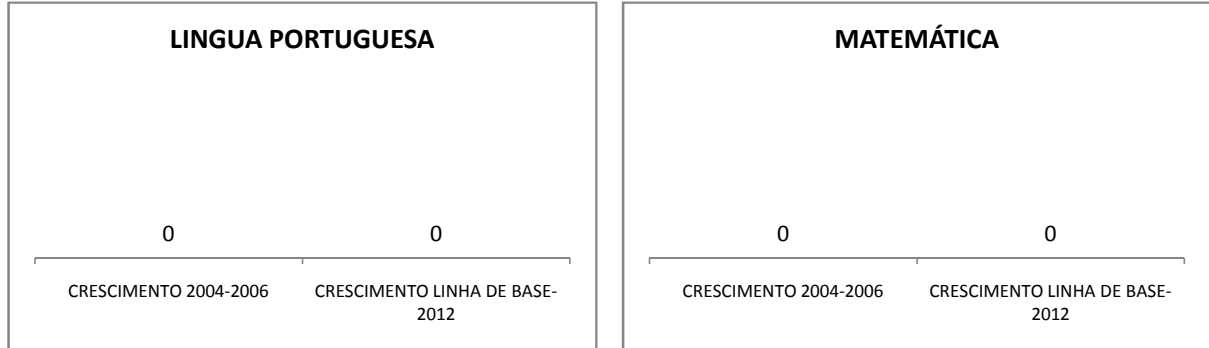 LINGUA PORTUGUESA
0
0
CRESCIMENTO 2004-2006
CRESCIMENTO LINHA DE BASE-
2012
MATEMÁTICA
0
0
CRESCIMENTO 2004-2006
CRESCIMENTO LINHA DE BASE-
2012